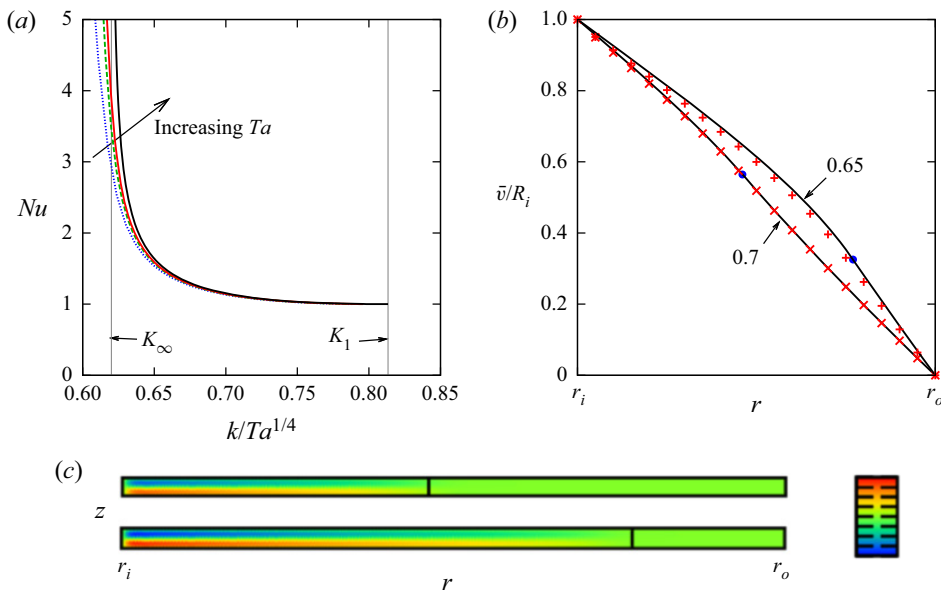 (a)
5
4
3
2
1
0
Nu
Increasing Ta
K∞
K1
0.60 0.65 0.70 0.75 0.80 0.85
k/Ta^1/4
(b)
1.0
0.8
0.6
0.4
0.2
0
v̄/Ri
0.65
0.7
ri
r
ro
(c)
z
ri
r
ro